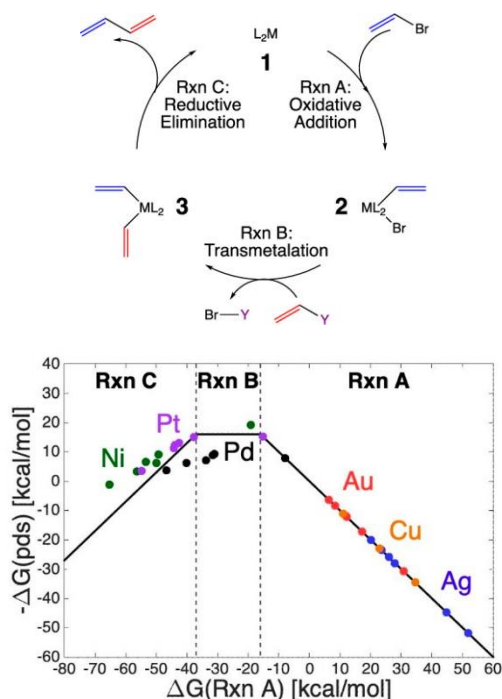 L₂M
Br
1
Rxn C:
Reductive
Elimination
Rxn A:
Oxidative
Addition
ML₂
3
2
ML₂
Br
Rxn B:
Transmetalation
Br—Y
Y
Rxn C
Rxn B
Rxn A
Pt
Ni
Pd
Au
Cu
Ag
-ΔG(pds) [kcal/mol]
40
30
20
10
0
-10
-20
-30
-40
-50
-60
-80 -70 -60 -50 -40 -30 -20 -10 0 10 20 30 40 50 60
ΔG(Rxn A) [kcal/mol]